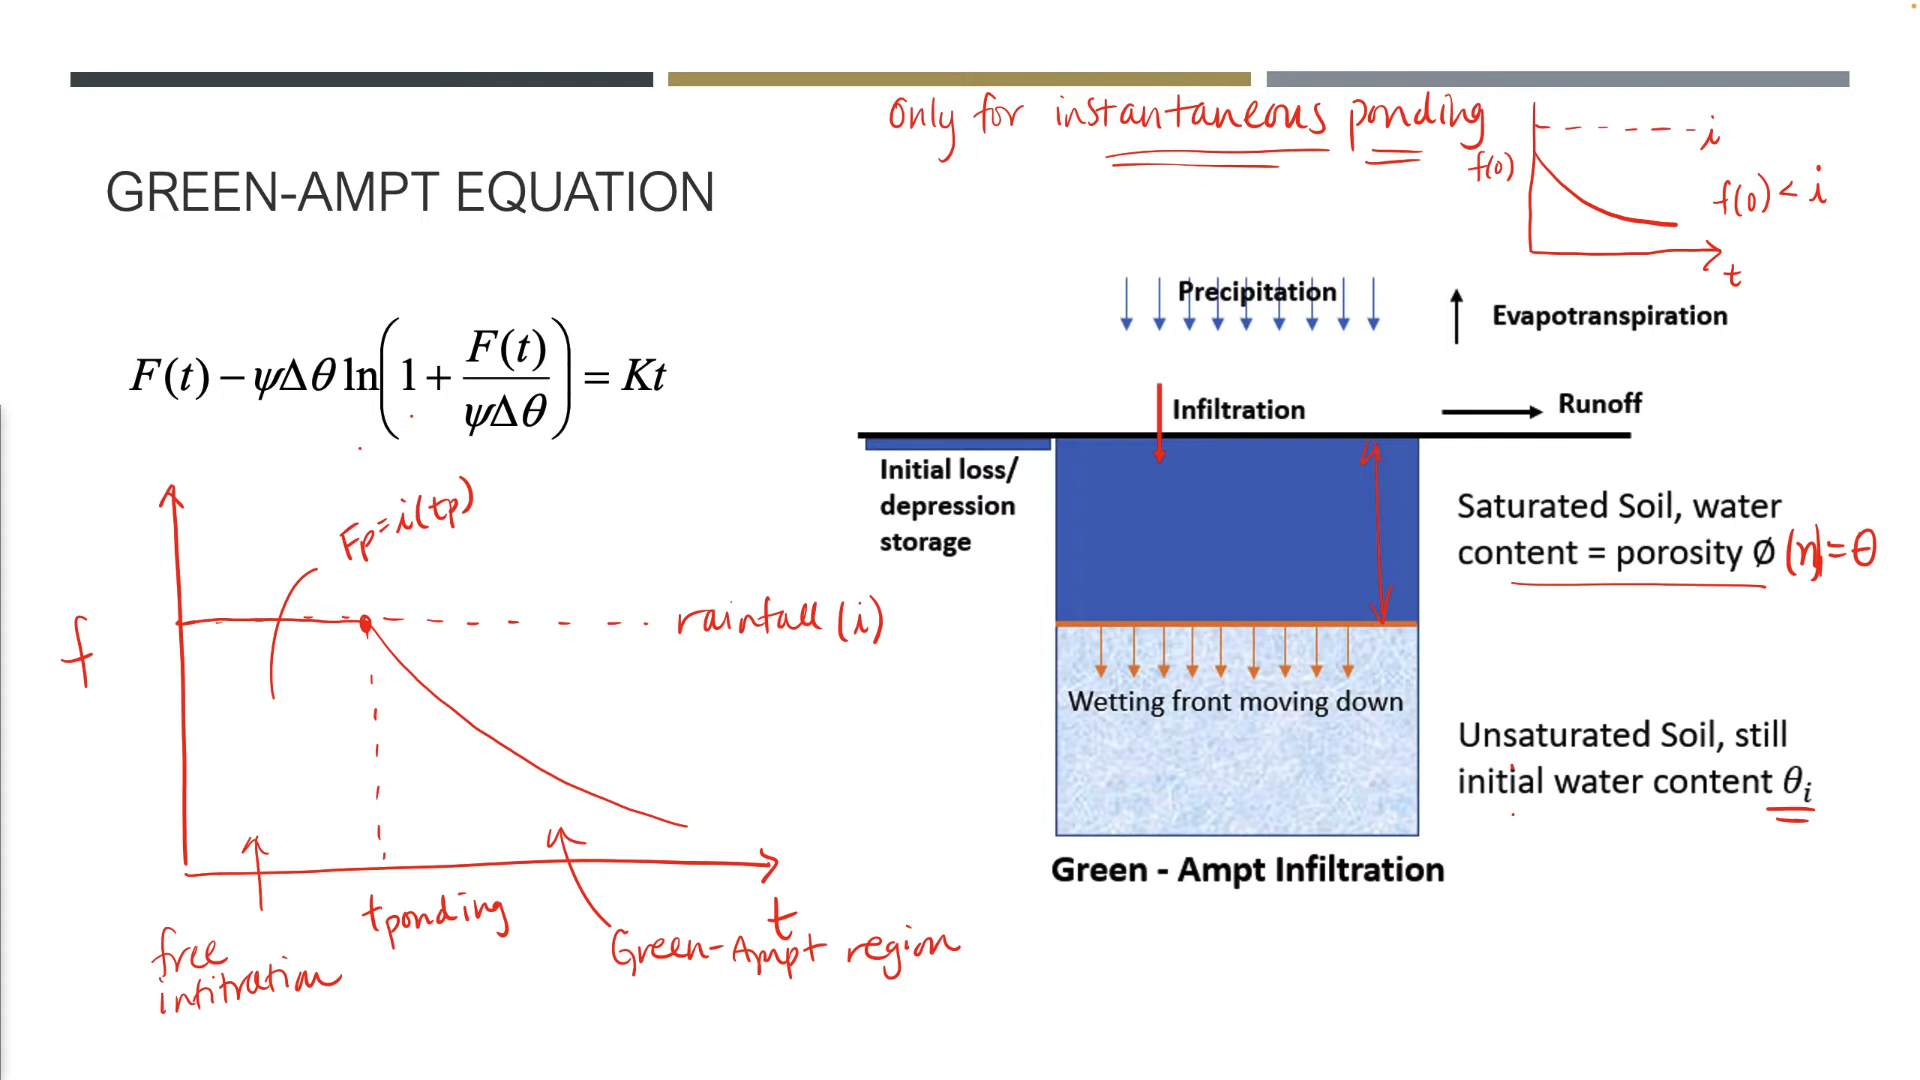 only for instantaneous ponding
i
f(0)
f(0) < i
t
GREEN-AMPT EQUATION
F(t) − ψΔθ ln(1 + F(t)/ψΔθ) = Kt
Precipitation
Evapotranspiration
Infiltration
Runoff
Initial loss/
depression
storage
Saturated Soil, water
content = porosity Ø (η) = θ
Wetting front moving down
Unsaturated Soil, still
initial water content θi
Green - Ampt Infiltration
Fp = i(tp)
rainfall (i)
f
tponding
t
free
infitration
Green-Ampt region